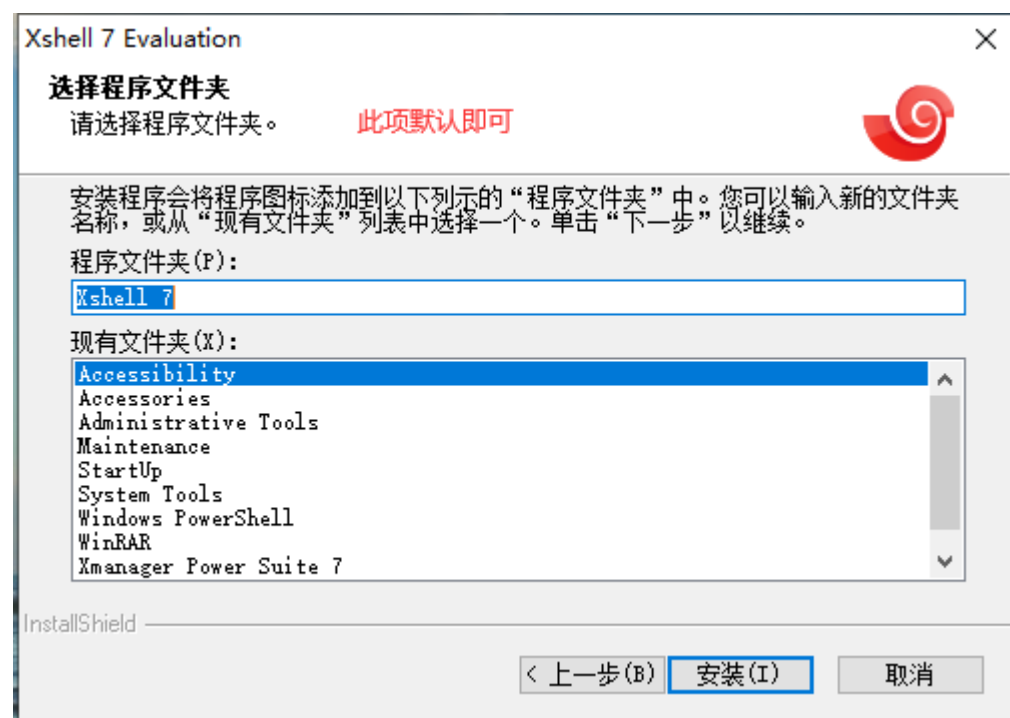 Xshell 7 Evaluation
选择程序文件夹
请选择程序文件夹。 此项默认即可
安装程序会将程序图标添加到以下列示的“程序文件夹”中。您可以输入新的文件夹
名称，或从“现有文件夹”列表中选择一个。单击“下一步”以继续。
程序文件夹(P):
Xshell 7
现有文件夹(X):
Accessibility
Accessories
Administrative Tools
Maintenance
StartUp
System Tools
Windows PowerShell
WinRAR
Xmanager Power Suite 7
InstallShield
< 上一步(B) 安装(I) 取消